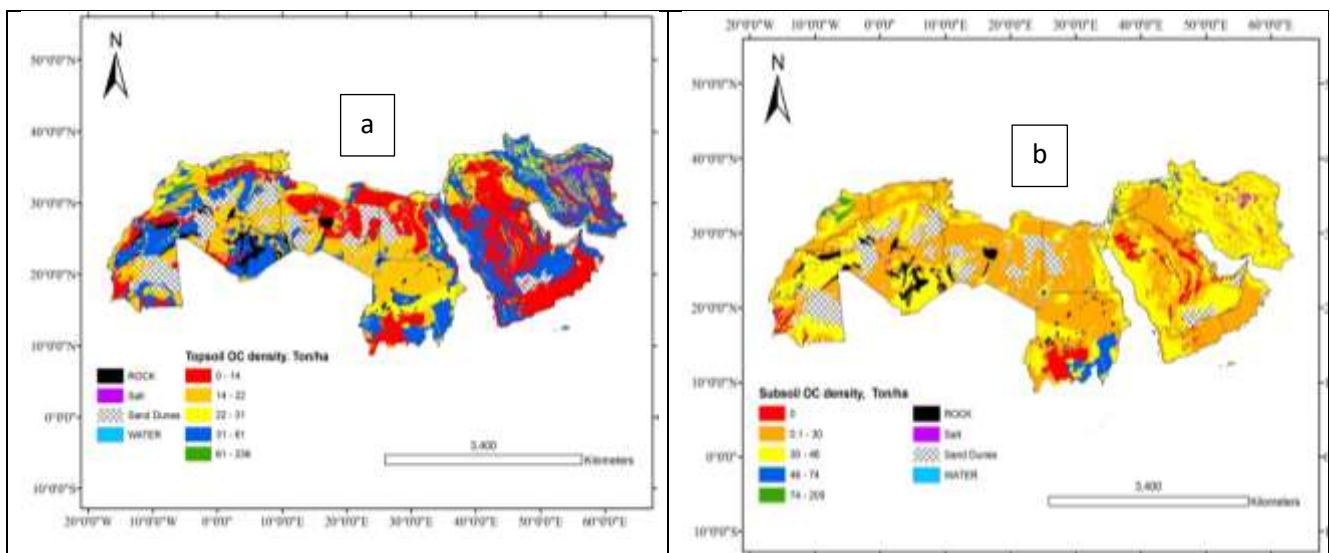 N
a
50°0'0"N
40°0'0"N
30°0'0"N
20°0'0"N
10°0'0"N
0°0'0"N
10°0'0"S
Topsoil OC density. Ton/ha
ROCK
Salt
Sand Dunes
WATER
0 - 14
14 - 22
22 - 31
31 - 61
61 - 236
3,400
Kilometers
20°0'0"W 10°0'0"W 0°0'0" 10°0'0"E 20°0'0"E 30°0'0"E 40°0'0"E 50°0'0"E 60°0'0"E
20°0'0"W 10°0'0"W 0°0'0"E 10°0'0"E 20°0'0"E 30°0'0"E 40°0'0"E 50°0'0"E 60°0'0"E
N
b
50°0'0"N
40°0'0"N
30°0'0"N
20°0'0"N
10°0'0"N
0°0'0"N
10°0'0"S
Subsoil OC density, Ton/ha
0
0.1 - 30
30 - 46
46 - 74
74 - 209
ROCK
Salt
Sand Dunes
WATER
3,400
Kilometers